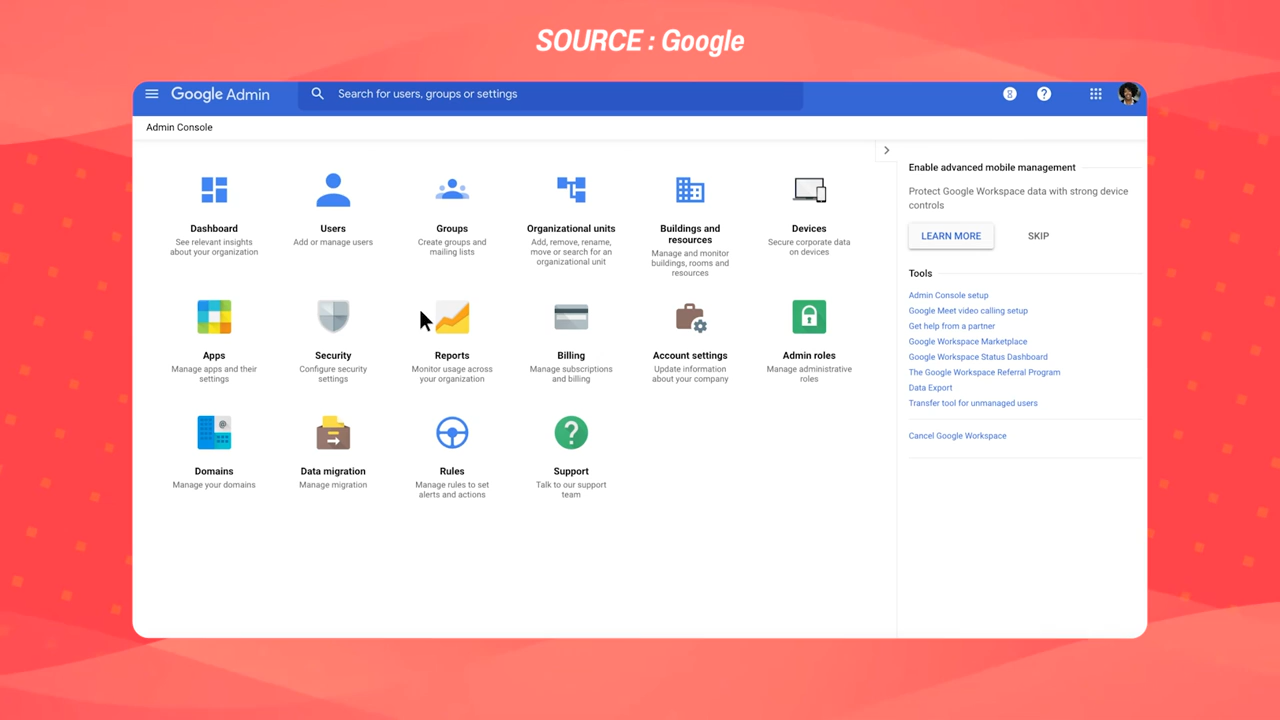 SOURCE : Google
Google Admin
Search for users, groups or settings
Admin Console
Dashboard
See relevant insights
about your organization
Users
Add or manage users
Groups
Create groups and
mailing lists
Organizational units
Add, remove, rename,
move or search for an
organizational unit
Buildings and
resources
Manage and monitor
buildings, rooms and
resources
Devices
Secure corporate data
on devices
Apps
Manage apps and their
settings
Security
Configure security
settings
Reports
Monitor usage across
your organization
Billing
Manage subscriptions
and billing
Account settings
Update information
about your company
Admin roles
Manage administrative
roles
Domains
Manage your domains
Data migration
Manage migration
Rules
Manage rules to set
alerts and actions
Support
Talk to our support
team
Enable advanced mobile management
Protect Google Workspace data with strong device
controls
LEARN MORE
SKIP
Tools
Admin Console setup
Google Meet video calling setup
Get help from a partner
Google Workspace Marketplace
Google Workspace Status Dashboard
The Google Workspace Referral Program
Data Export
Transfer tool for unmanaged users
Cancel Google Workspace